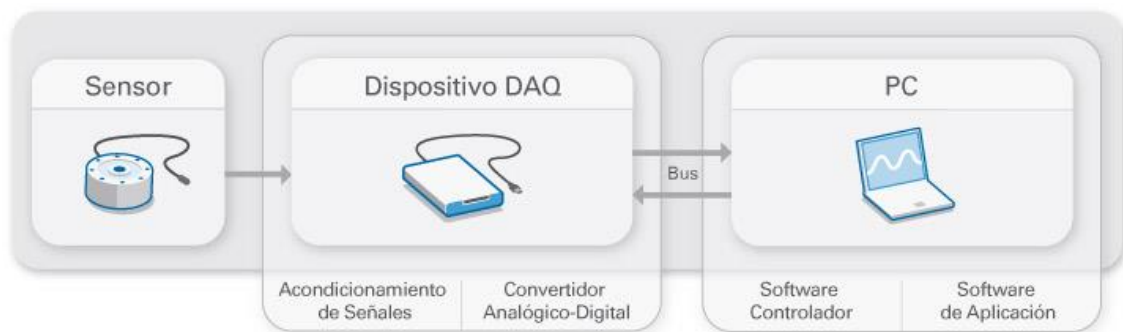 Sensor
Dispositivo DAQ
PC
Bus
Acondicionamiento
de Señales
Convertidor
Analógico-Digital
Software
Controlador
Software
de Aplicación